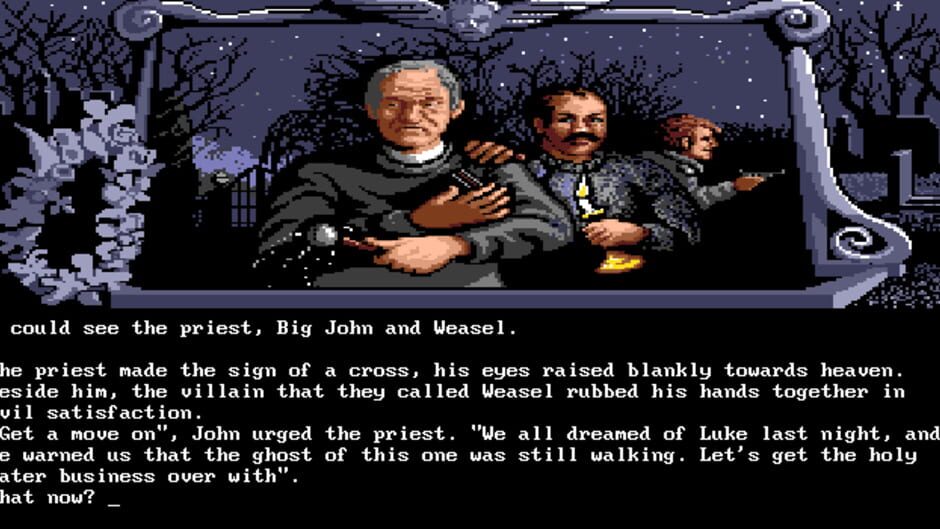 could see the priest, Big John and Weasel.
he priest made the sign of a cross, his eyes raised blankly towards heaven.
eside him, the villain that they called Weasel rubbed his hands together in
vil satisfaction.
Get a move on", John urged the priest. "We all dreamed of Luke last night, and
e warned us that the ghost of this one was still walking. Let's get the holy
ater business over with".
hat now? _